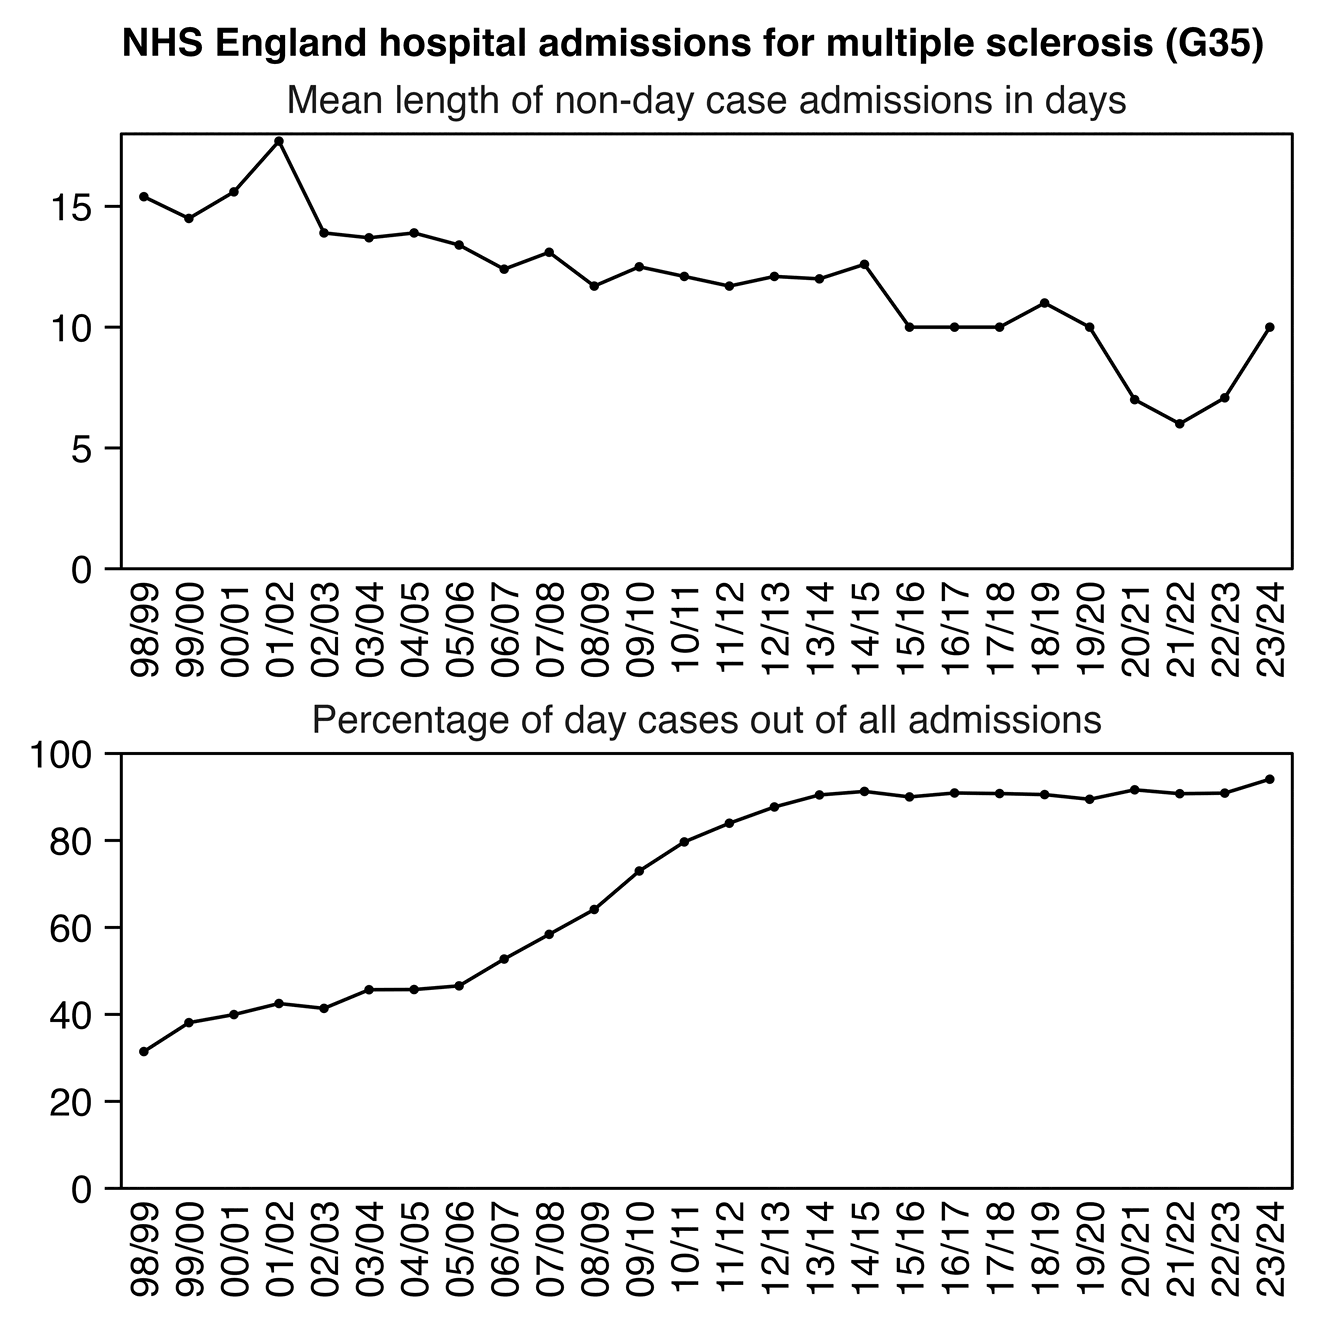 NHS England hospital admissions for multiple sclerosis (G35)
Mean length of non-day case admissions in days
15
10
5
0
98/99 99/00 00/01 01/02 02/03 03/04 04/05 05/06 06/07 07/08 08/09 09/10 10/11 11/12 12/13 13/14 14/15 15/16 16/17 17/18 18/19 19/20 20/21 21/22 22/23 23/24
Percentage of day cases out of all admissions
100
80
60
40
20
0
98/99 99/00 00/01 01/02 02/03 03/04 04/05 05/06 06/07 07/08 08/09 09/10 10/11 11/12 12/13 13/14 14/15 15/16 16/17 17/18 18/19 19/20 20/21 21/22 22/23 23/24